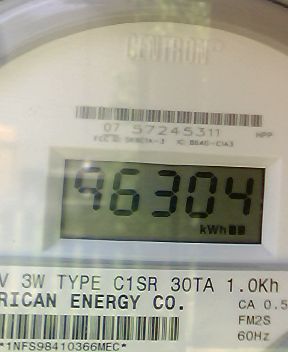 CENTRON
07 57245311 HPP
96304
kWh
V 3W TYPE C1SR 30TA 1.0Kh
RICAN ENERGY CO. CA 0.5
FM2S
60Hz
*1NFS98410366MEC*